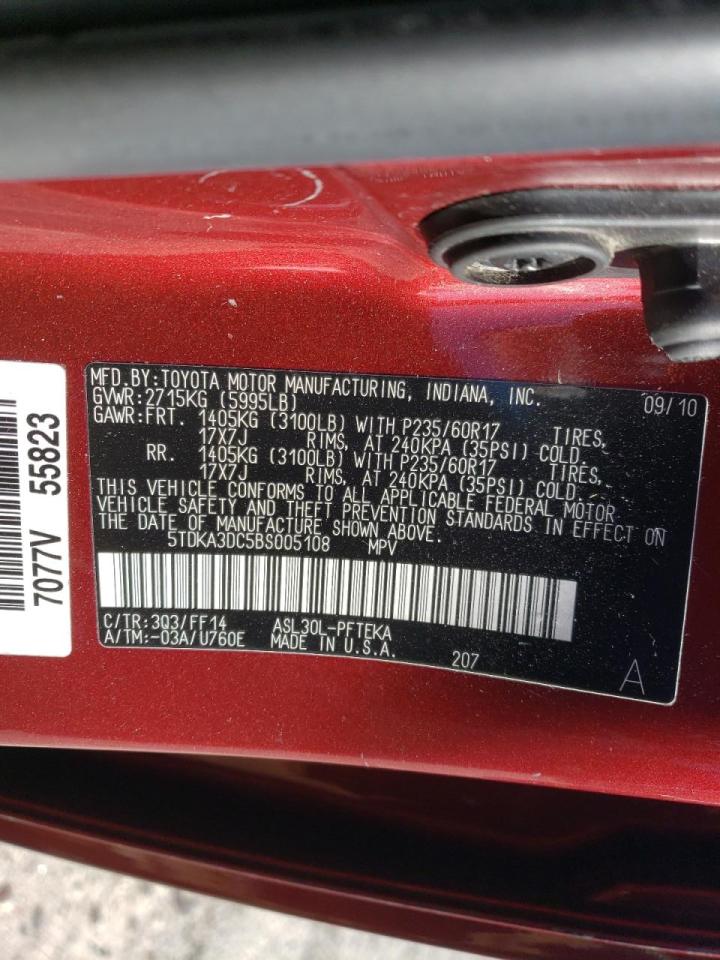 MFD.BY:TOYOTA MOTOR MANUFACTURING, INDIANA, INC. 09/10
GVWR:2715KG (5995LB)
GAWR:FRT. 1405KG (3100LB) WITH P235/60R17 TIRES,
17X7J RIMS, AT 240KPA (35PSI) COLD.
RR. 1405KG (3100LB) WITH P235/60R17 TIRES,
17X7J RIMS, AT 240KPA (35PSI) COLD.
THIS VEHICLE CONFORMS TO ALL APPLICABLE FEDERAL MOTOR
VEHICLE SAFETY AND THEFT PREVENTION STANDARDS IN EFFECT ON
THE DATE OF MANUFACTURE SHOWN ABOVE.
5TDKA3DC5BS005108 MPV
C/TR:3Q3/FF14 ASL30L-PFTEKA
A/TM:-03A/U760E MADE IN U.S.A. 207 A
7077V 55823